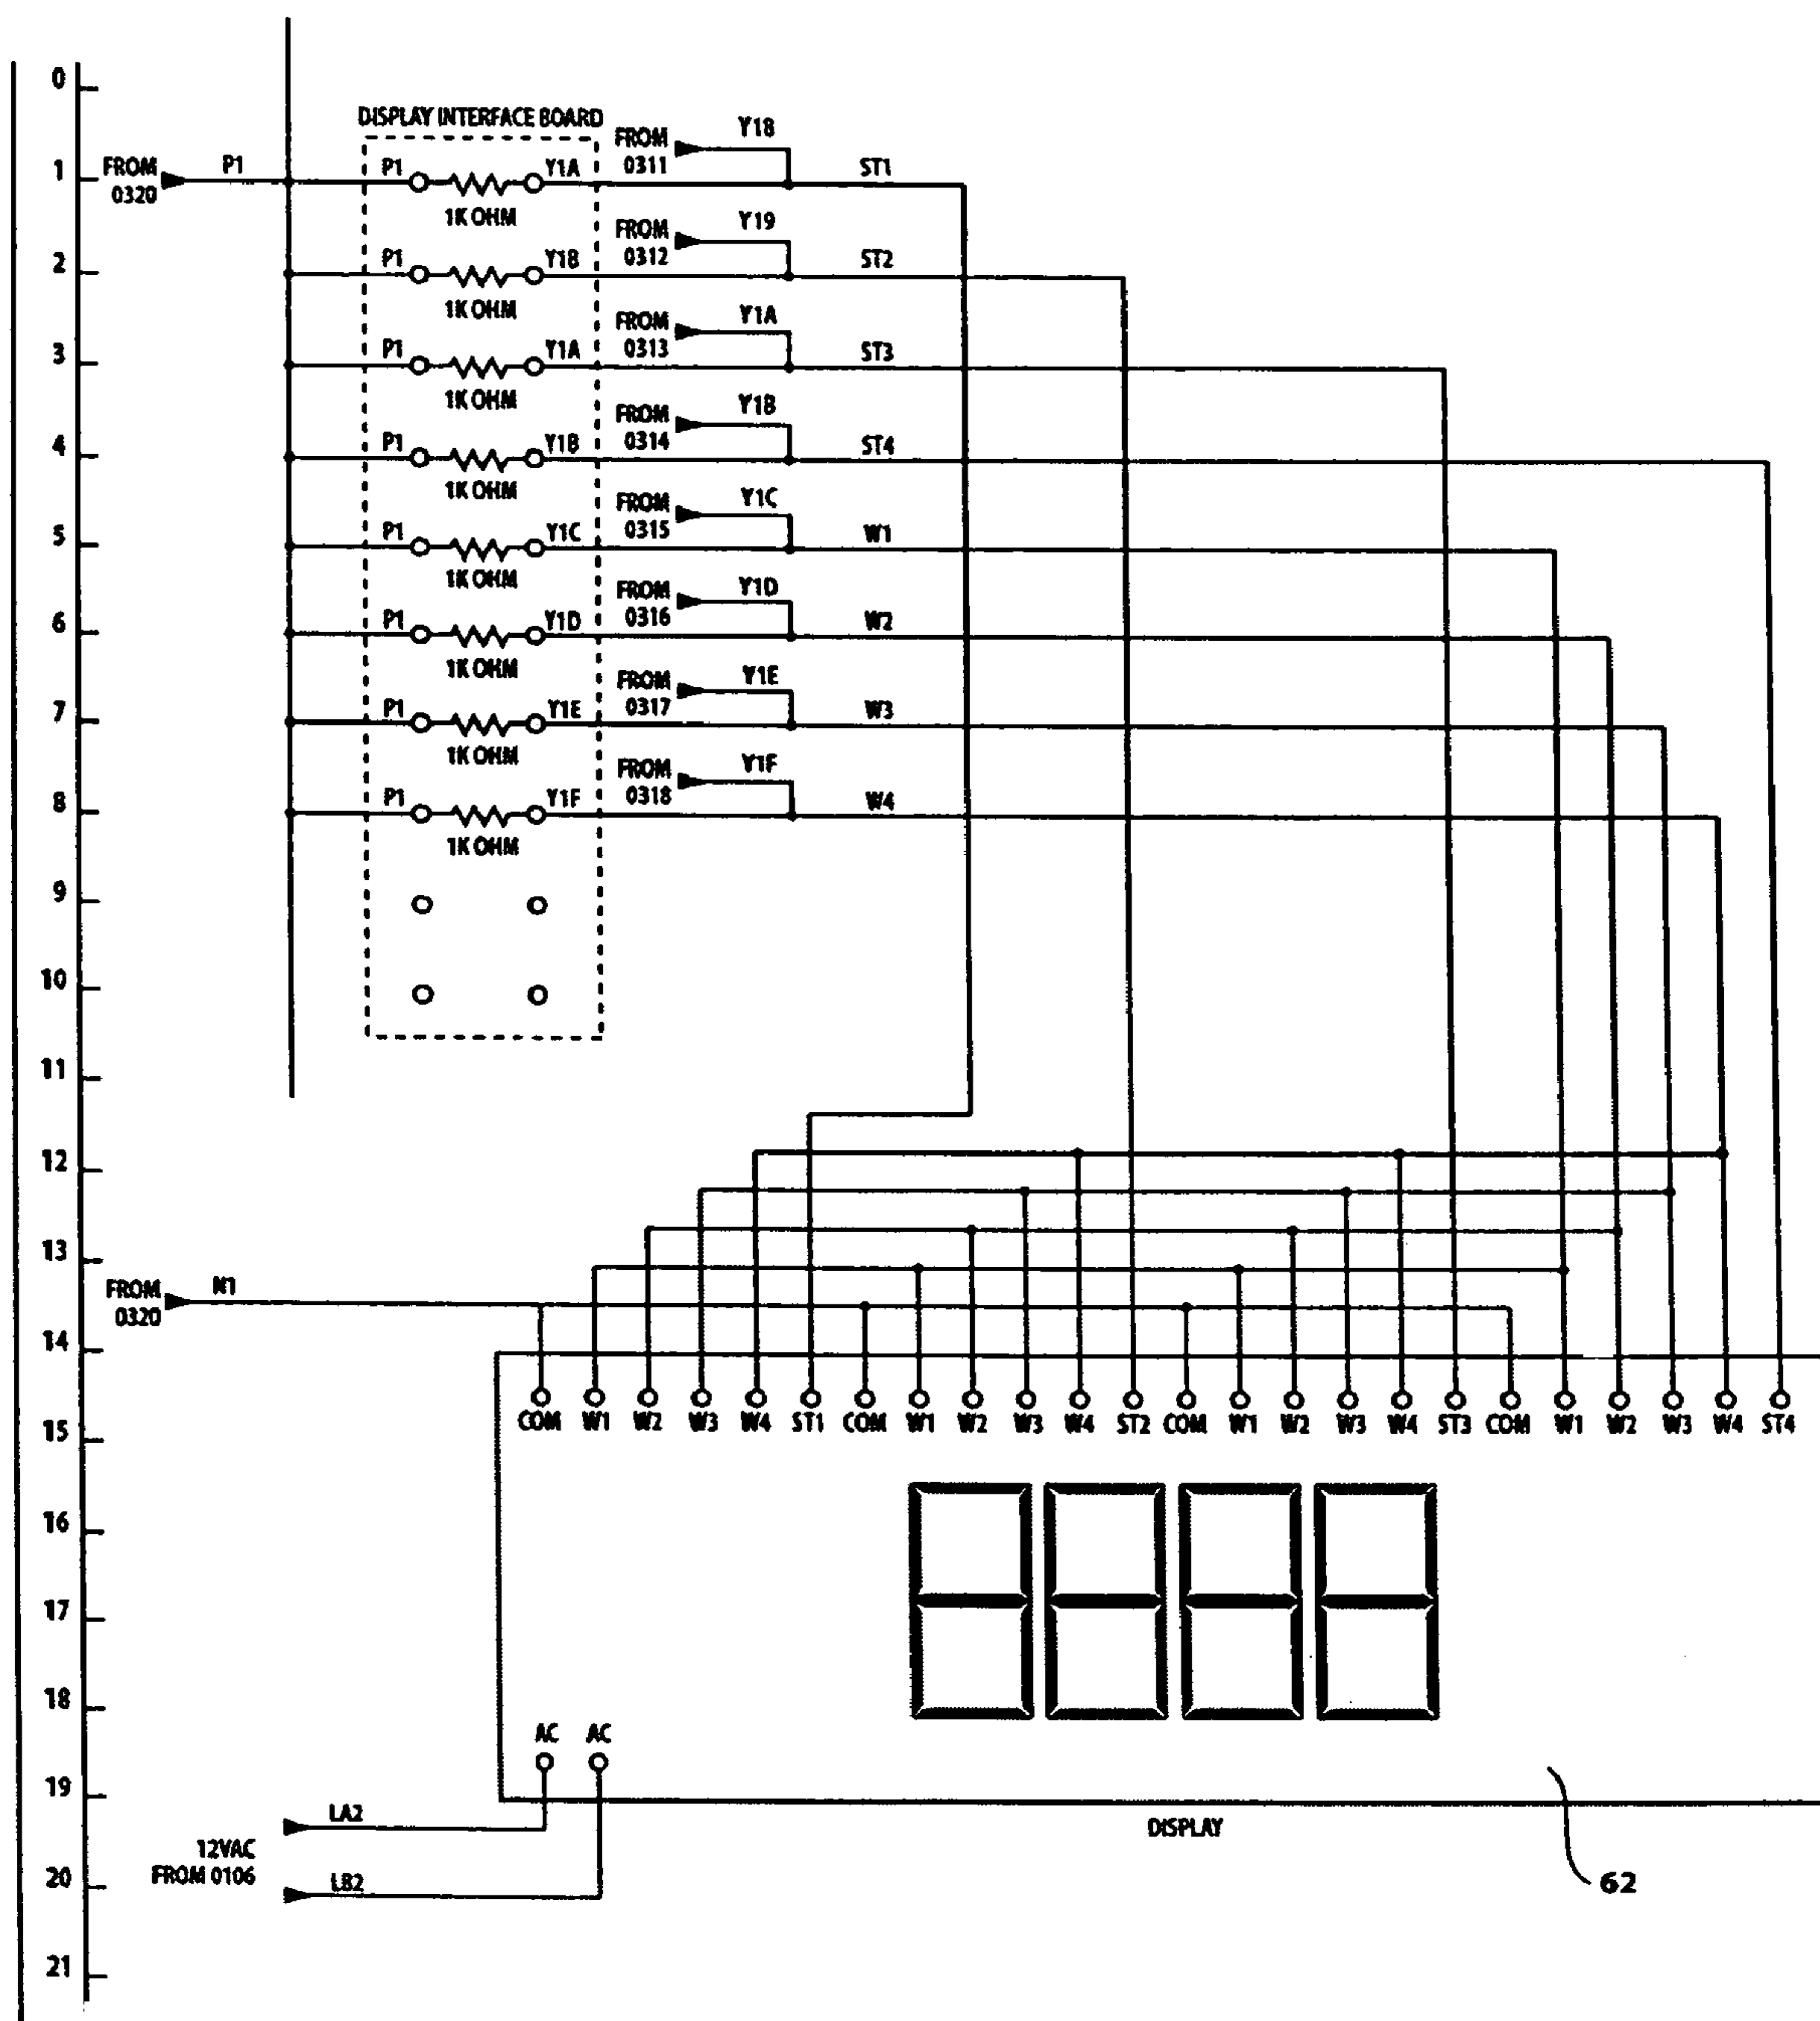 0
DISPLAY INTERFACE BOARD
1 FROM 0320 P1 P1 Y1A FROM 0311 Y18 ST1
1K OHM
2 P1 Y1B FROM 0312 Y19 ST2
1K OHM
3 P1 Y1A FROM 0313 Y1A ST3
1K OHM
4 P1 Y1B FROM 0314 Y1B ST4
1K OHM
5 P1 Y1C FROM 0315 Y1C W1
1K OHM
6 P1 Y1D FROM 0316 Y1D W2
1K OHM
7 P1 Y1E FROM 0317 Y1E W3
1K OHM
8 P1 Y1F FROM 0318 Y1F W4
1K OHM
9
10
11
12
13
FROM 0320 N1
14
COM W1 W2 W3 W4 ST1 COM W1 W2 W3 W4 ST2 COM W1 W2 W3 W4 ST3 COM W1 W2 W3 W4 ST4
15
16
8888
17
18
AC AC
19
LA2
DISPLAY
12VAC
FROM 0106
20
LB2
62
21